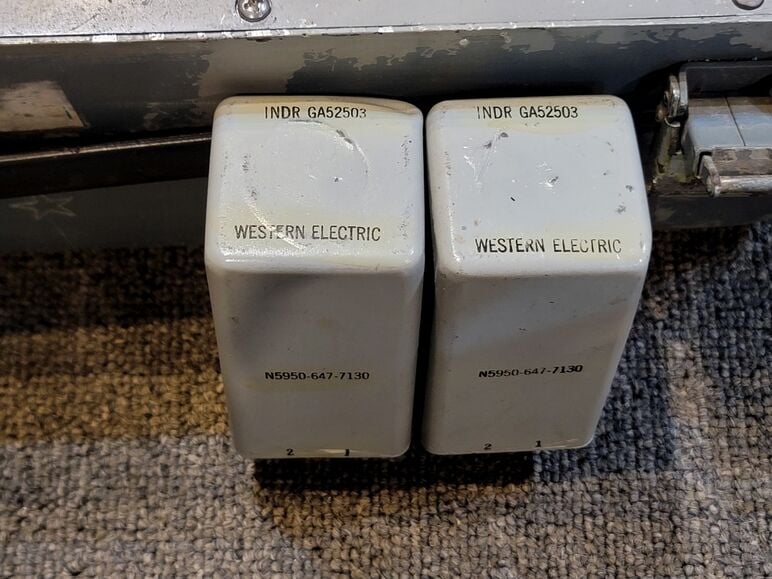 INDR GA52503
WESTERN ELECTRIC
N5950-647-7130
2 1
INDR GA52503
WESTERN ELECTRIC
N5950-647-7130
2 1